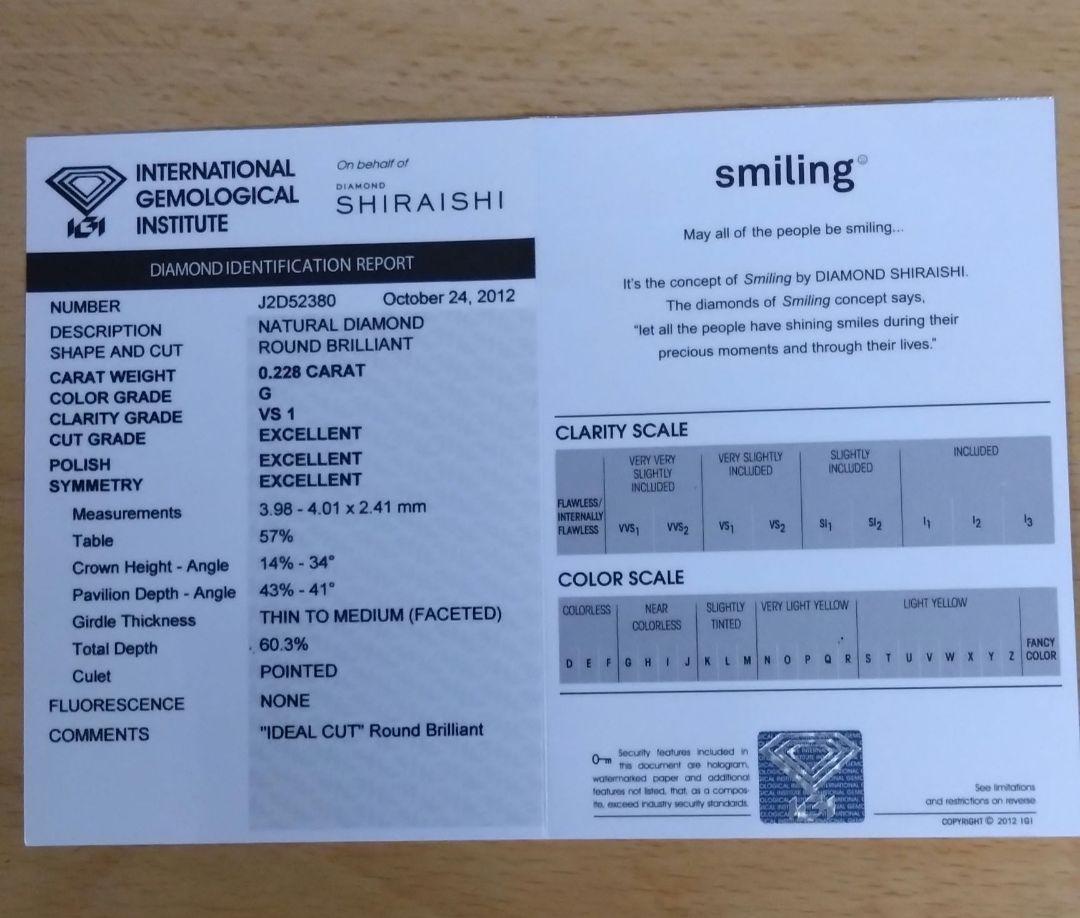 INTERNATIONAL
GEMOLOGICAL
INSTITUTE
IGI
On behalf of
DIAMOND
SHIRAISHI
DIAMOND IDENTIFICATION REPORT
NUMBER J2D52380 October 24, 2012
DESCRIPTION NATURAL DIAMOND
SHAPE AND CUT ROUND BRILLIANT
CARAT WEIGHT 0.228 CARAT
COLOR GRADE G
CLARITY GRADE VS 1
CUT GRADE EXCELLENT
POLISH EXCELLENT
SYMMETRY EXCELLENT
Measurements 3.98 - 4.01 x 2.41 mm
Table 57%
Crown Height - Angle 14% - 34°
Pavilion Depth - Angle 43% - 41°
Girdle Thickness THIN TO MEDIUM (FACETED)
Total Depth 60.3%
Culet POINTED
FLUORESCENCE NONE
COMMENTS "IDEAL CUT" Round Brilliant
smiling
May all of the people be smiling...
It's the concept of Smiling by DIAMOND SHIRAISHI.
The diamonds of Smiling concept says,
"let all the people have shining smiles during their
precious moments and through their lives."
CLARITY SCALE
FLAWLESS/
INTERNALLY
FLAWLESS
VERY VERY
SLIGHTLY
INCLUDED
VVS1 VVS2
VERY SLIGHTLY
INCLUDED
VS1 VS2
SLIGHTLY
INCLUDED
SI1 SI2
INCLUDED
I1 I2 I3
COLOR SCALE
COLORLESS
D E F
NEAR
COLORLESS
G H I J
SLIGHTLY
TINTED
K L M
VERY LIGHT YELLOW
N O P Q R
LIGHT YELLOW
S T U V W X Y Z
FANCY
COLOR
Security features included in
this document are hologram,
watermarked paper and additional
features not listed, that, as a compos-
ite, exceed industry security standards.
IGI
See limitations
and restrictions on reverse
COPYRIGHT © 2012 IGI